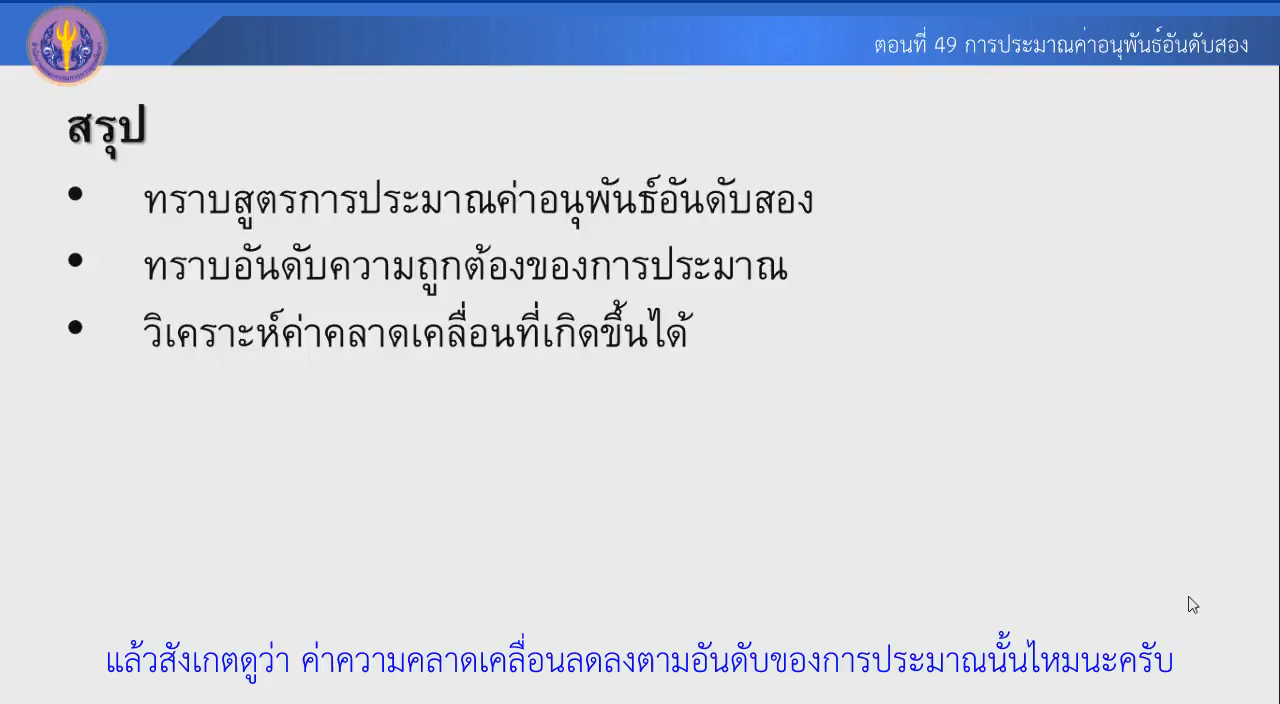 ตอนที่ 49 การประมาณค่าอนุพันธ์อันดับสอง
สรุป
• ทราบสูตรการประมาณค่าอนุพันธ์อันดับสอง
• ทราบอันดับความถูกต้องของการประมาณ
• วิเคราะห์ค่าคลาดเคลื่อนที่เกิดขึ้นได้
แล้วสังเกตดูว่า ค่าความคลาดเคลื่อนลดลงตามอันดับของการประมาณนั้นไหมนะครับ